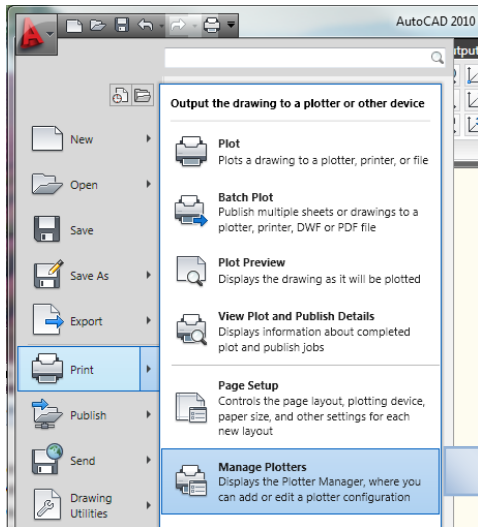 AutoCAD 2010
Output the drawing to a plotter or other device
New
Open
Save
Save As
Export
Print
Publish
Send
Drawing
Utilities
Plot
Plots a drawing to a plotter, printer, or file
Batch Plot
Publish multiple sheets or drawings to a
plotter, printer, DWF or PDF file
Plot Preview
Displays the drawing as it will be plotted
View Plot and Publish Details
Displays information about completed
plot and publish jobs
Page Setup
Controls the page layout, plotting device,
paper size, and other settings for each
new layout
Manage Plotters
Displays the Plotter Manager, where you
can add or edit a plotter configuration